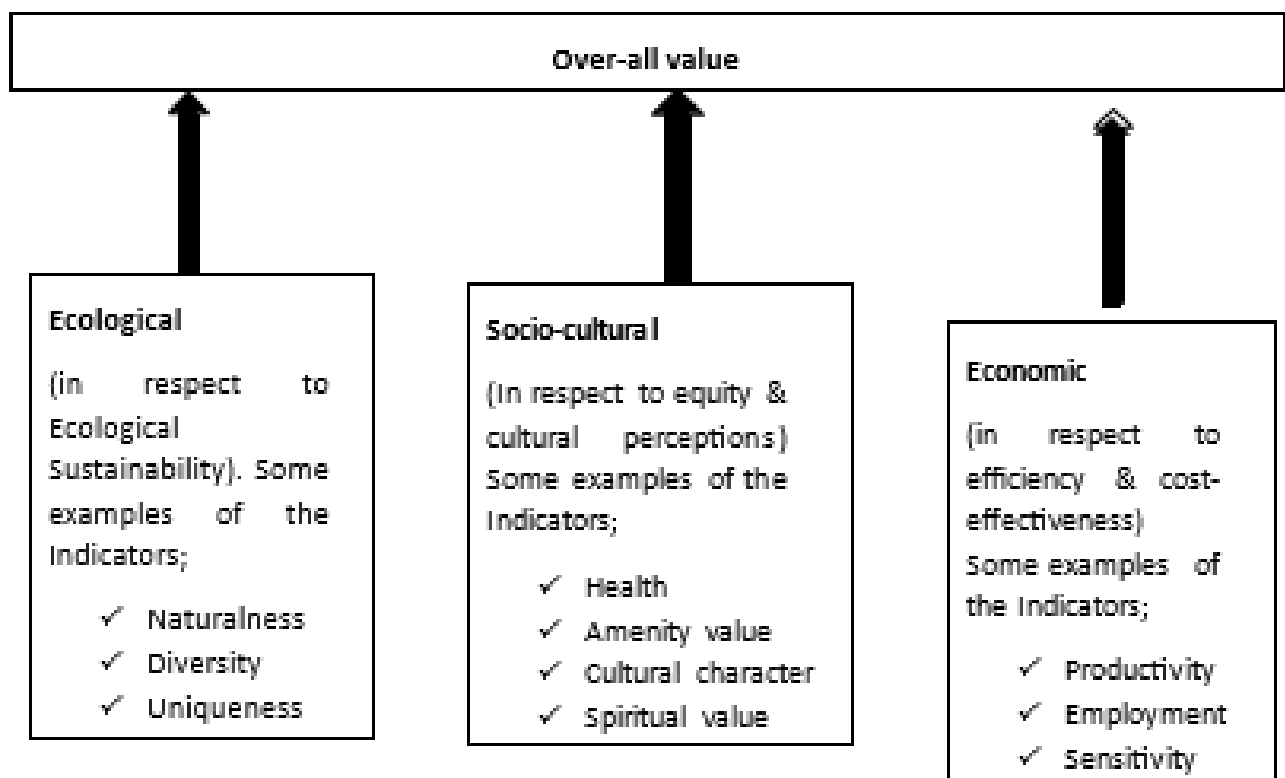 Over-all value
Ecological
(in respect to
Ecological
Sustainability). Some
examples of the
Indicators;
✓ Naturalness
✓ Diversity
✓ Uniqueness
Socio-cultural
(In respect to equity &
cultural perceptions)
Some examples of the
Indicators;
✓ Health
✓ Amenity value
✓ Cultural character
✓ Spiritual value
Economic
(in respect to
efficiency & cost-
effectiveness)
Some examples of
the Indicators;
✓ Productivity
✓ Employment
✓ Sensitivity